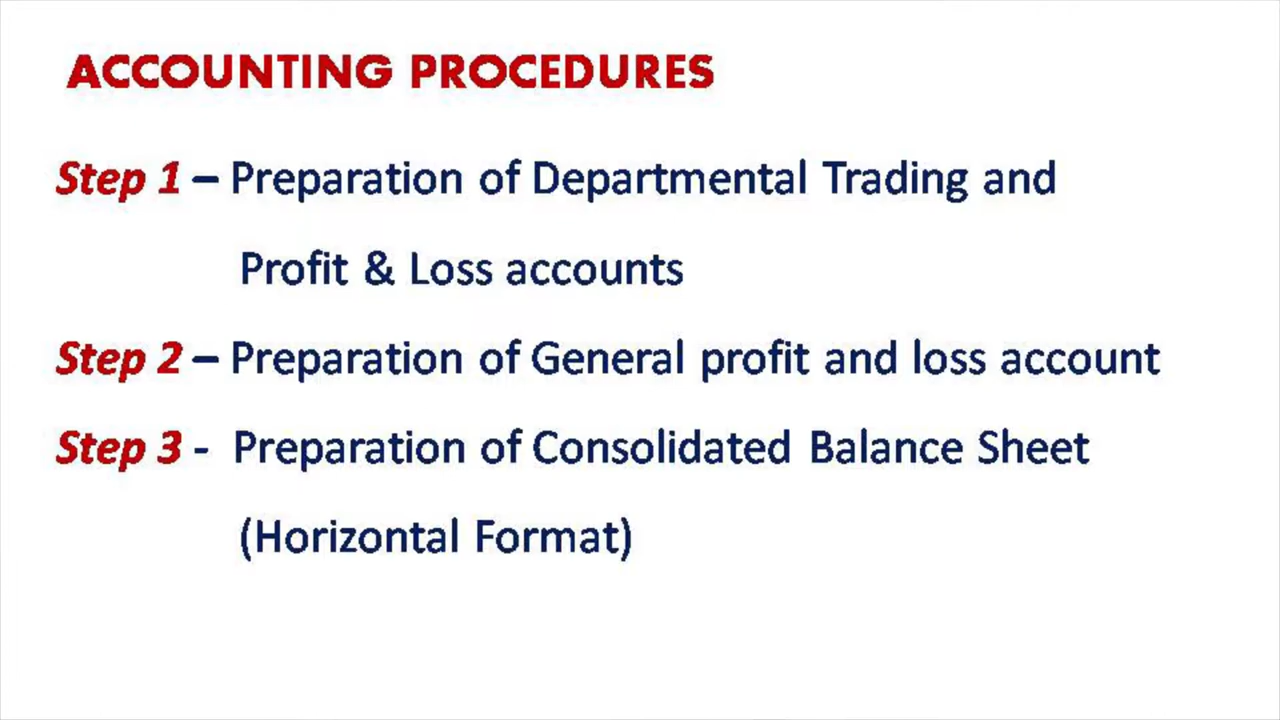 ACCOUNTING PROCEDURES
Step 1 – Preparation of Departmental Trading and
Profit & Loss accounts
Step 2 – Preparation of General profit and loss account
Step 3 - Preparation of Consolidated Balance Sheet
(Horizontal Format)